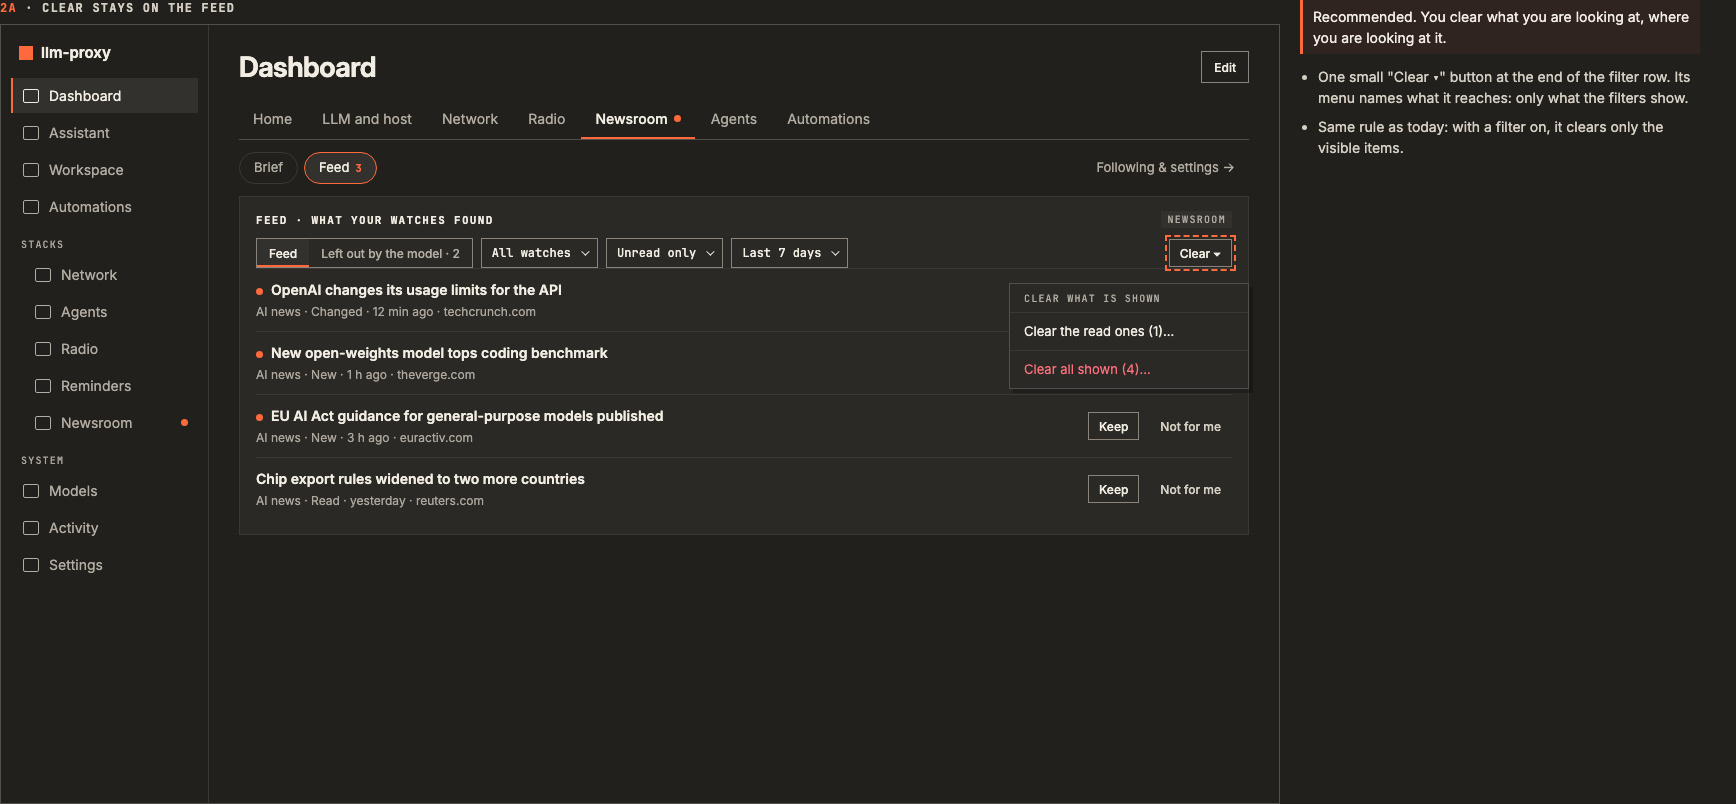 2A · CLEAR STAYS ON THE FEED
llm-proxy
Dashboard
Assistant
Workspace
Automations
STACKS
Network
Agents
Radio
Reminders
Newsroom
SYSTEM
Models
Activity
Settings
Dashboard
Edit
Home LLM and host Network Radio Newsroom Agents Automations
Brief Feed 3 Following & settings →
FEED · WHAT YOUR WATCHES FOUND NEWSROOM
Feed Left out by the model · 2 All watches Unread only Last 7 days Clear ▾
OpenAI changes its usage limits for the API
AI news · Changed · 12 min ago · techcrunch.com
New open-weights model tops coding benchmark
AI news · New · 1 h ago · theverge.com
CLEAR WHAT IS SHOWN
Clear the read ones (1)...
Clear all shown (4)...
EU AI Act guidance for general-purpose models published
AI news · New · 3 h ago · euractiv.com
Keep Not for me
Chip export rules widened to two more countries
AI news · Read · yesterday · reuters.com
Keep Not for me
Recommended. You clear what you are looking at, where
you are looking at it.
• One small "Clear ▾" button at the end of the filter row. Its
menu names what it reaches: only what the filters show.
• Same rule as today: with a filter on, it clears only the
visible items.